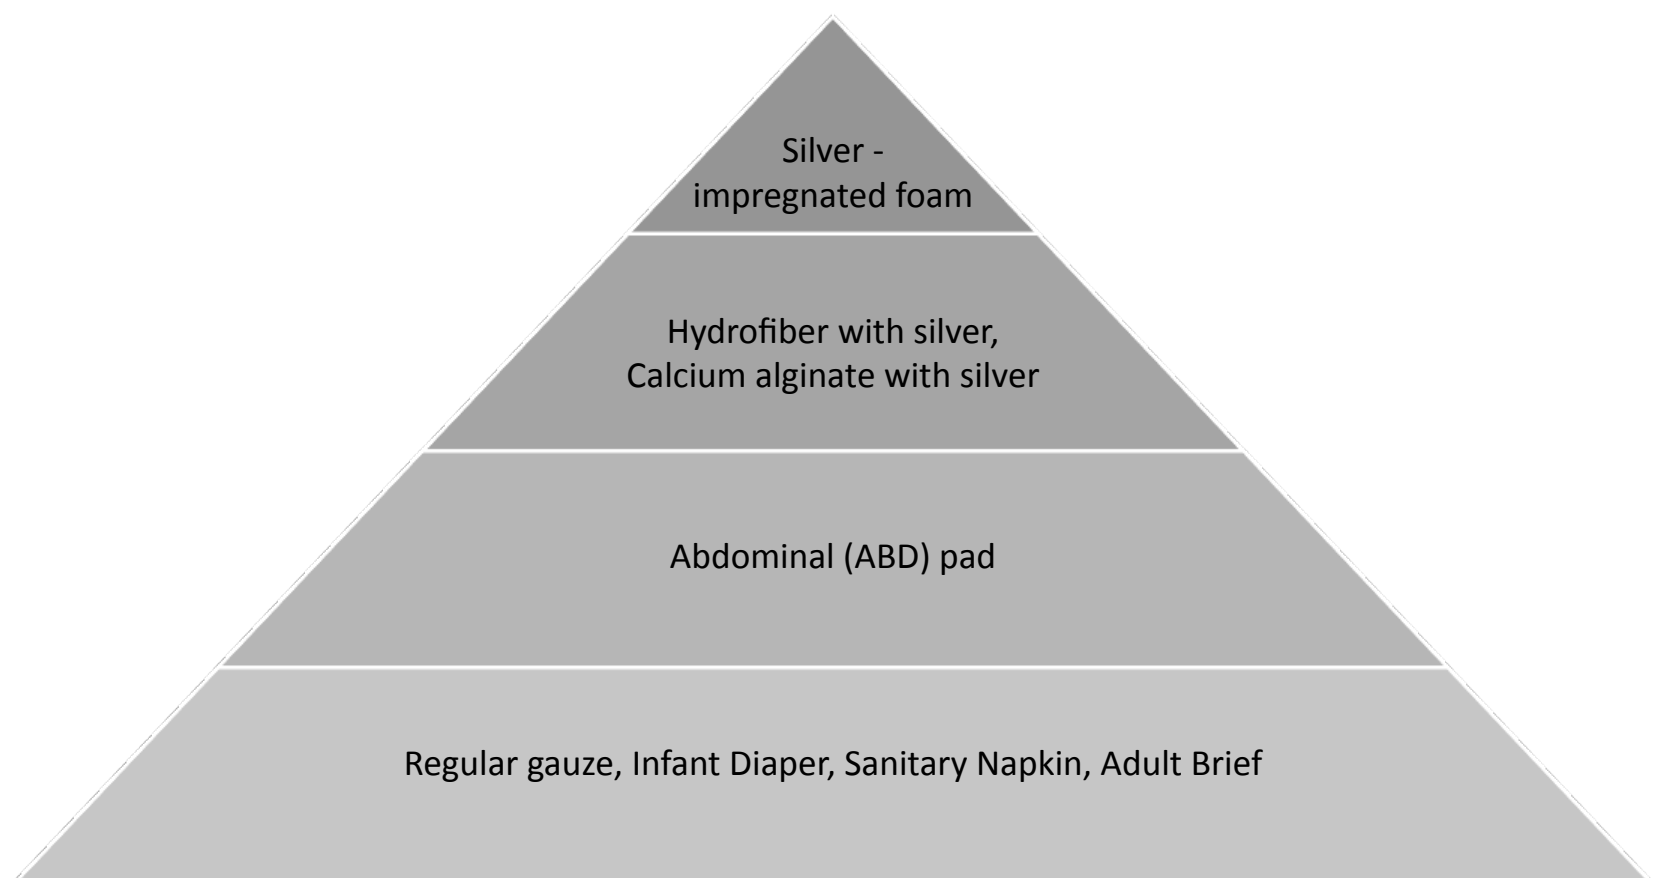 Silver -
impregnated foam
Hydrofiber with silver,
Calcium alginate with silver
Abdominal (ABD) pad
Regular gauze, Infant Diaper, Sanitary Napkin, Adult Brief